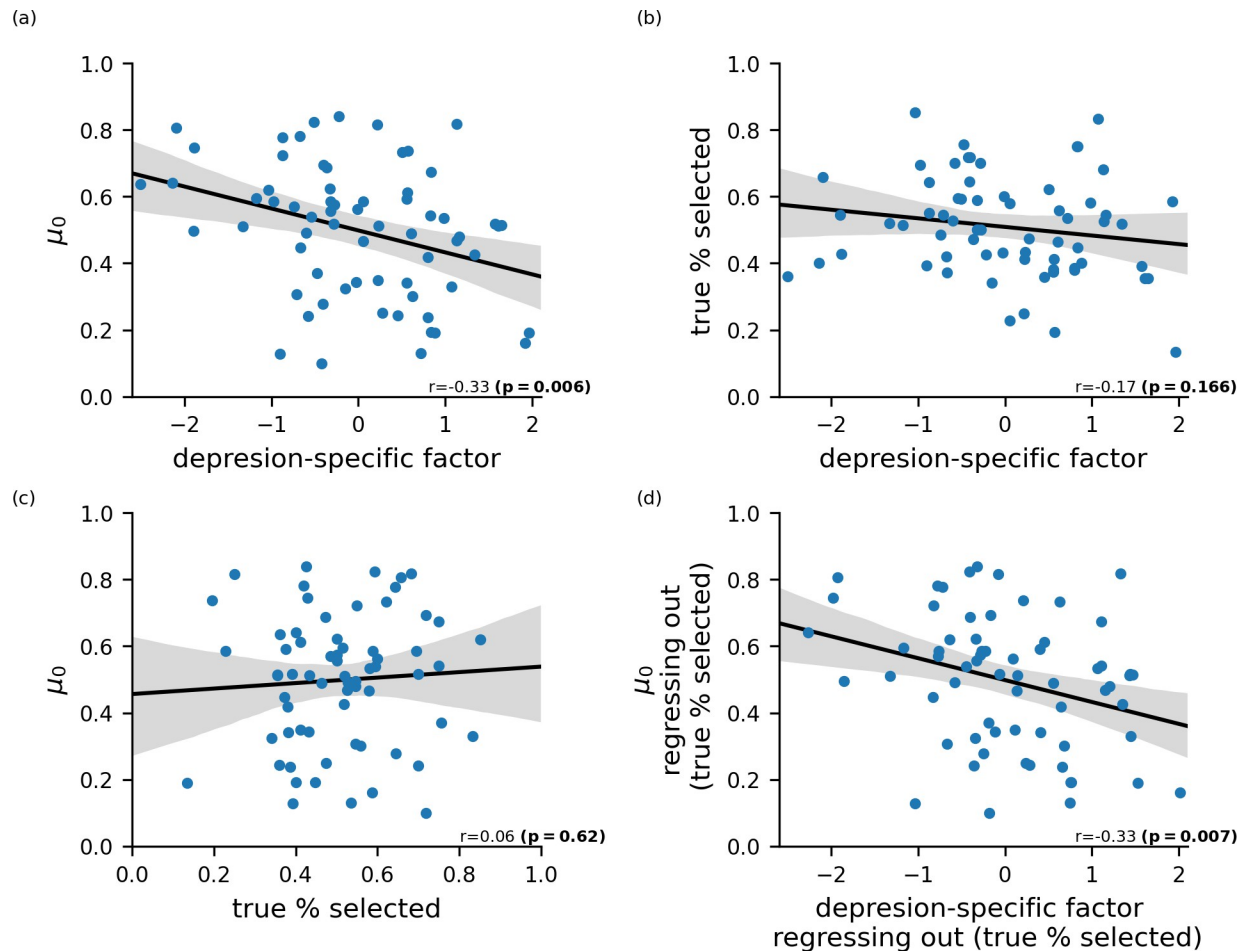 (a)
1.0
0.8
0.6
0.4
0.2
0.0
μ₀
−2
−1
0
1
2
r=-0.33 (p = 0.006)
depresion-specific factor
(b)
1.0
0.8
0.6
0.4
0.2
0.0
true % selected
−2
−1
0
1
2
r=-0.17 (p = 0.166)
depresion-specific factor
(c)
1.0
0.8
0.6
0.4
0.2
0.0
μ₀
0.0
0.2
0.4
0.6
0.8
1.0
r=0.06 (p = 0.62)
true % selected
(d)
1.0
0.8
0.6
0.4
0.2
0.0
μ₀
regressing out
(true % selected)
−2
−1
0
1
2
r=-0.33 (p = 0.007)
depresion-specific factor
regressing out (true % selected)